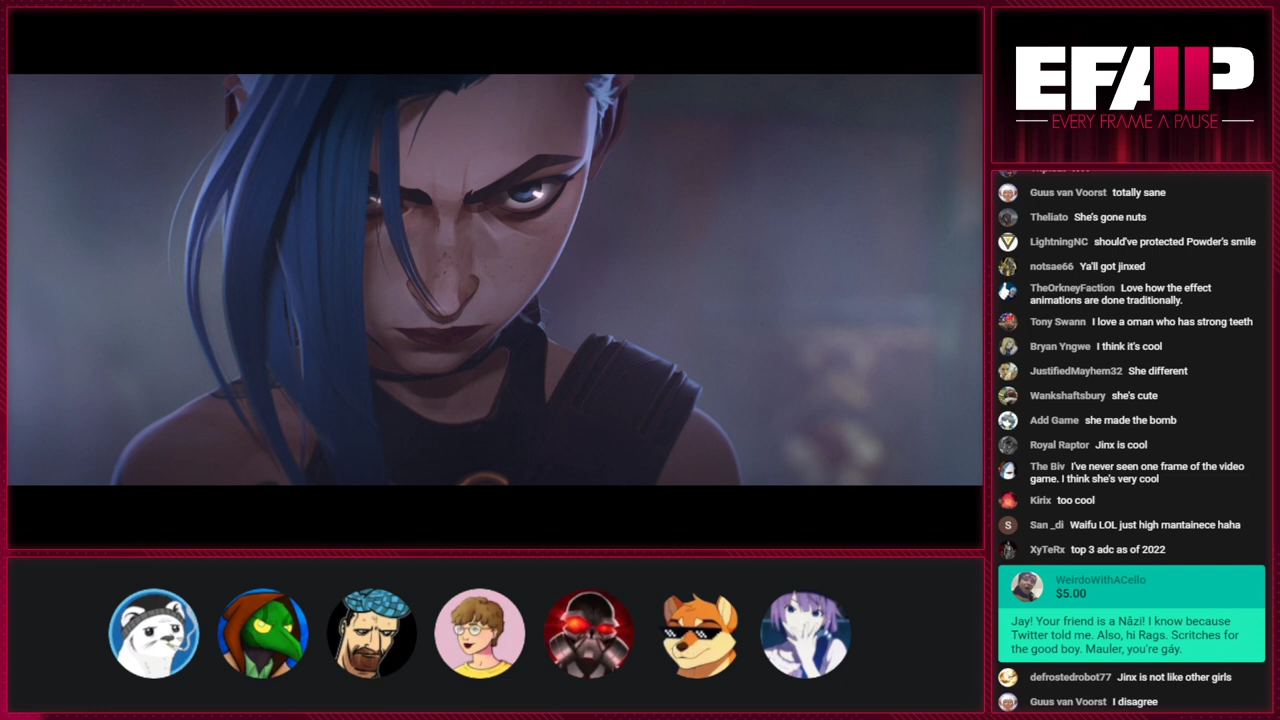 EFAP
EVERY FRAME A PAUSE
Guus van Voorst totally sane
Theliato She's gone nuts
LightningNC should've protected Powder's smile
notsae66 Ya'll got jinxed
TheOrkneyFaction Love how the effect
animations are done traditionally.
Tony Swann I love a oman who has strong teeth
Bryan Yngwe I think it's cool
JustifiedMayhem32 She different
Wankshaftsbury she's cute
Add Game she made the bomb
Royal Raptor Jinx is cool
The Biv I've never seen one frame of the video
game. I think she's very cool
Kirix too cool
S
San _di Waifu LOL just high mantainece haha
XyTeRx top 3 adc as of 2022
WeirdoWithACello
$5.00
Jay! Your friend is a Nâzi! I know because
Twitter told me. Also, hi Rags. Scritches for
the good boy. Mauler, you're gáy.
defrostedrobot77 Jinx is not like other girls
Guus van Voorst I disagree